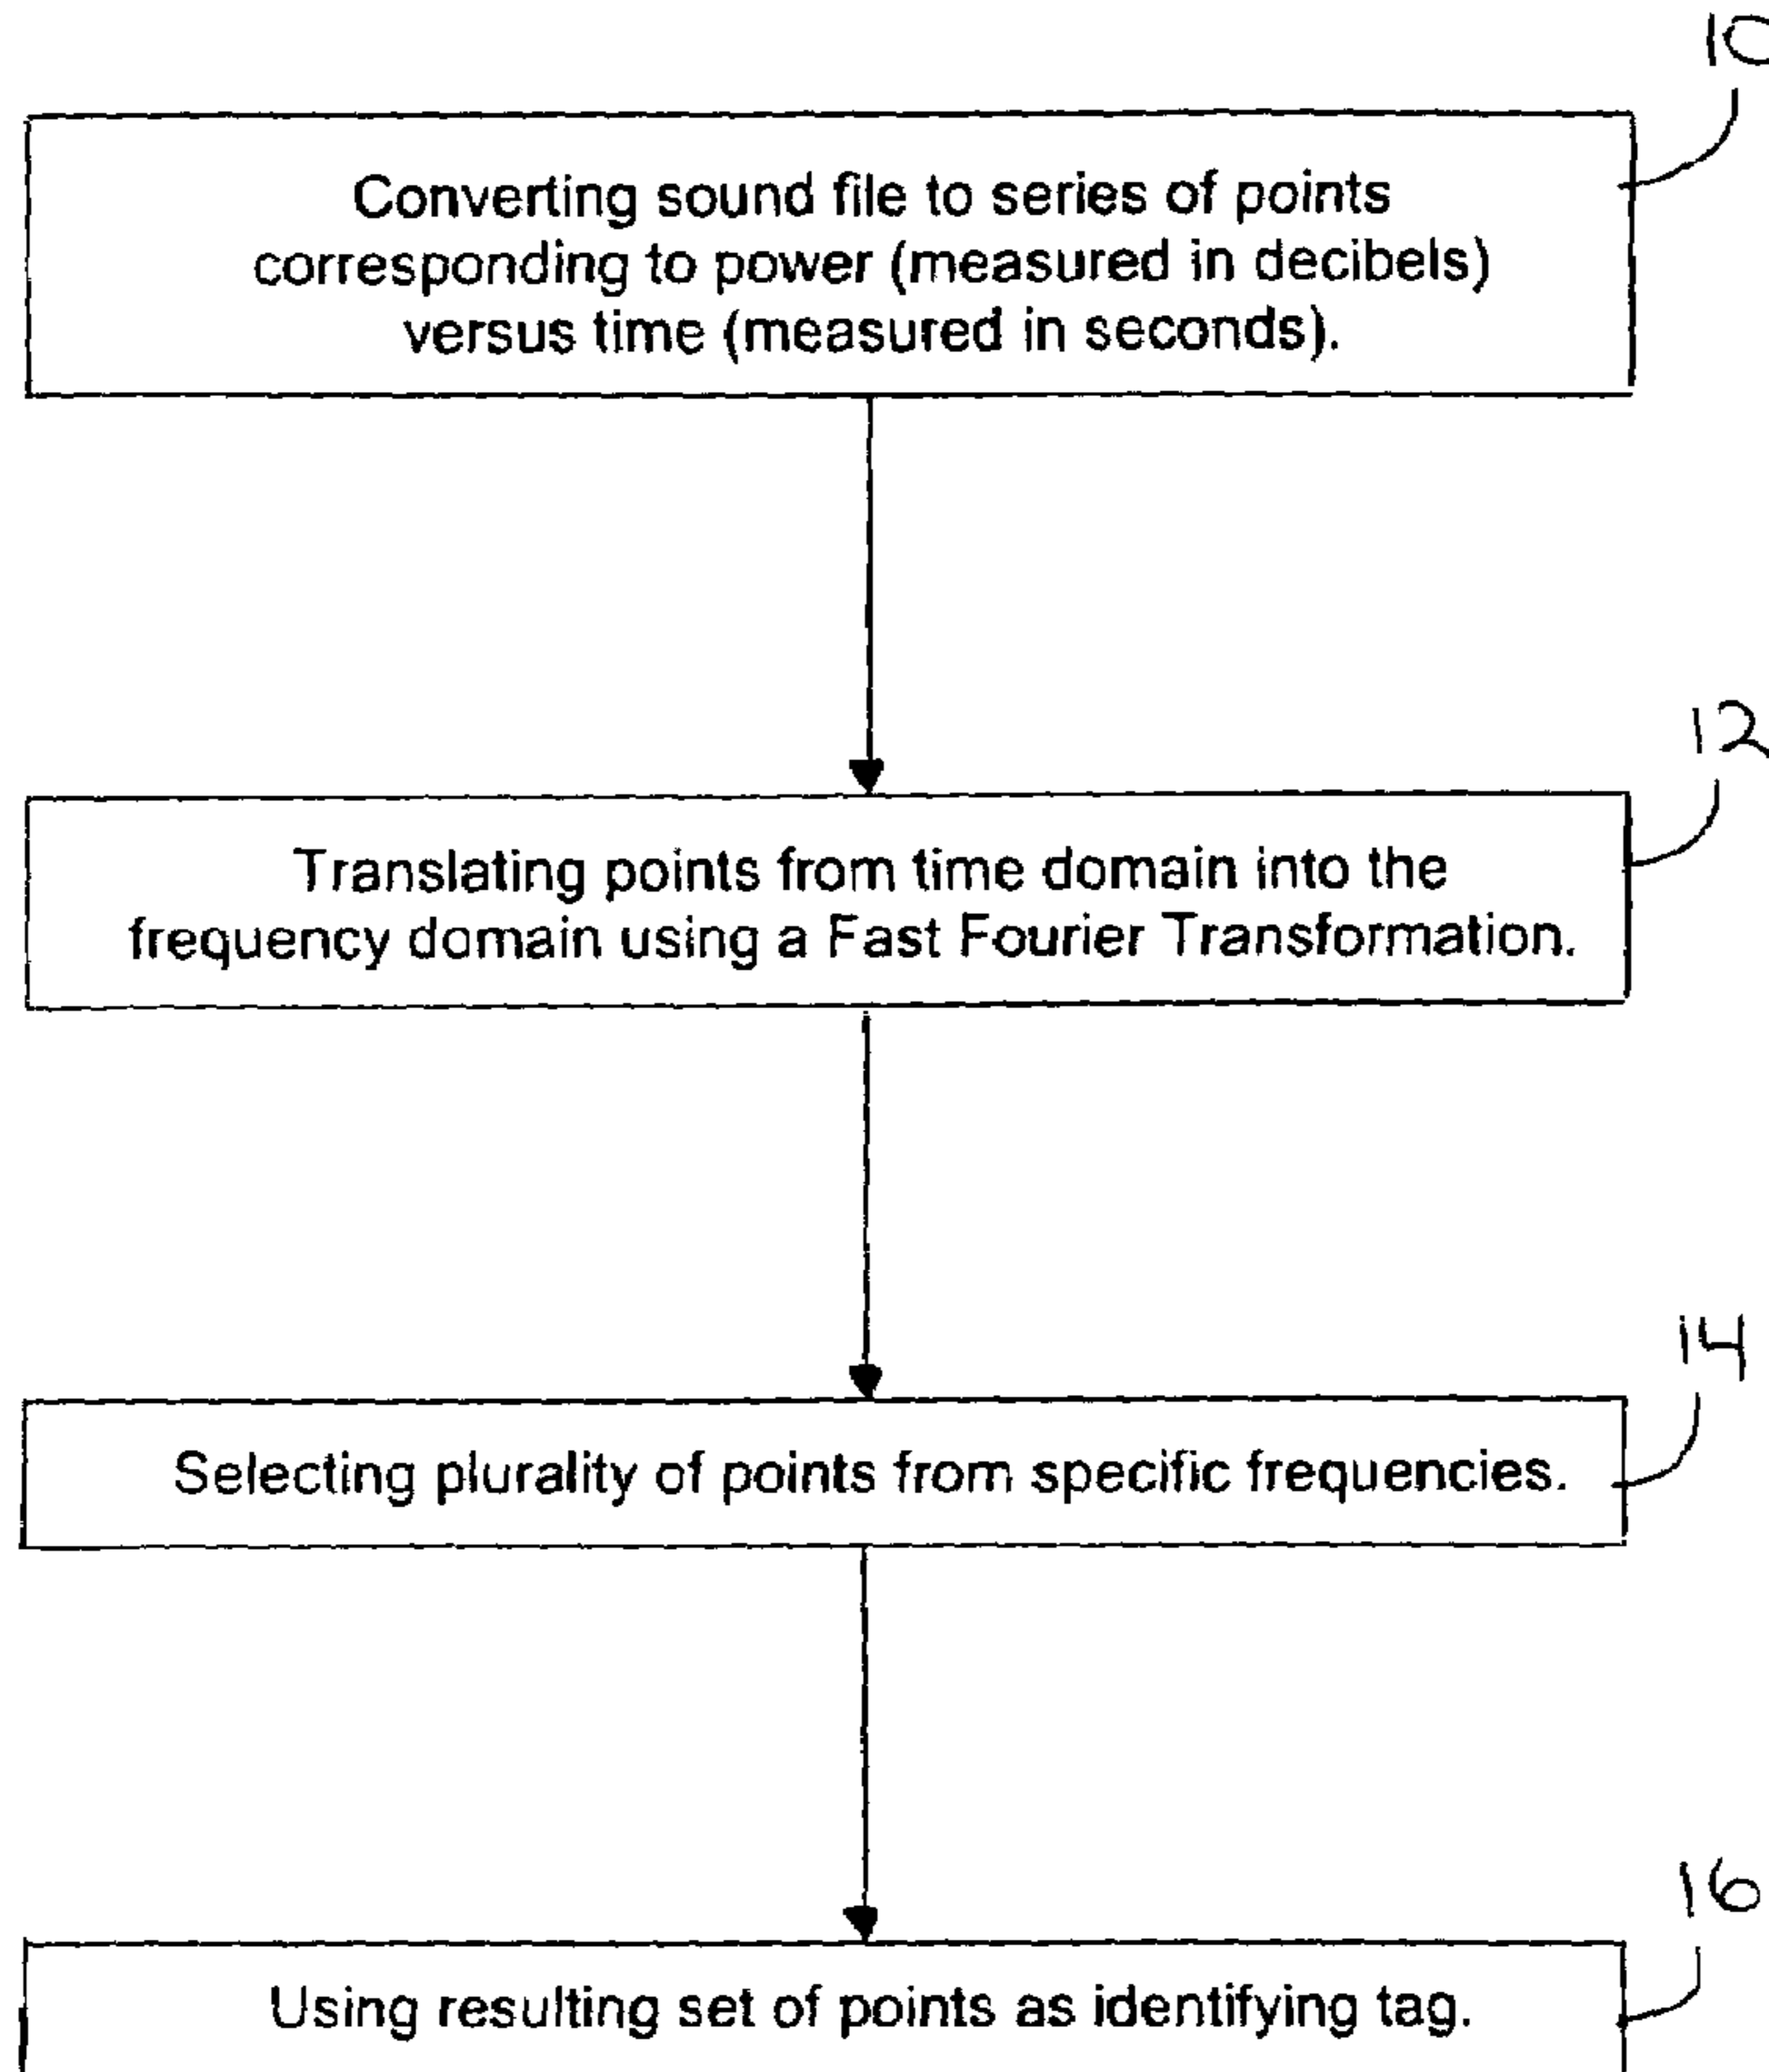 10
Converting sound file to series of points
corresponding to power (measured in decibels)
versus time (measured in seconds).
12
Translating points from time domain into the
frequency domain using a Fast Fourier Transformation.
14
Selecting plurality of points from specific frequencies.
16
Using resulting set of points as identifying tag.